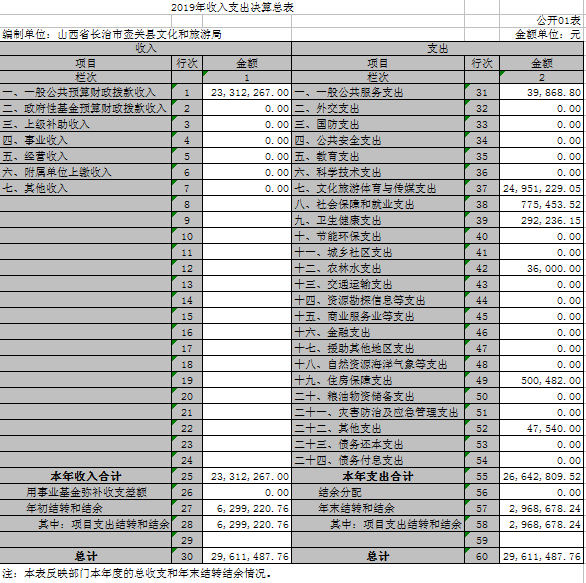 2019年收入支出决算总表
公开01表
编制单位：山西省长治市壶关县文化和旅游局 金额单位：元
收入 支出
项目 行次 金额 项目 行次 金额
栏次 1 栏次 2
一、一般公共预算财政拨款收入 1 23,312,267.00 一、一般公共服务支出 31 39,868.80
二、政府性基金预算财政拨款收入 2 0.00 二、外交支出 32 0.00
三、上级补助收入 3 0.00 三、国防支出 33 0.00
四、事业收入 4 0.00 四、公共安全支出 34 0.00
五、经营收入 5 0.00 五、教育支出 35 0.00
六、附属单位上缴收入 6 0.00 六、科学技术支出 36 0.00
七、其他收入 7 0.00 七、文化旅游体育与传媒支出 37 24,951,229.05
8 八、社会保障和就业支出 38 775,453.52
9 九、卫生健康支出 39 292,236.15
10 十、节能环保支出 40 0.00
11 十一、城乡社区支出 41 0.00
12 十二、农林水支出 42 36,000.00
13 十三、交通运输支出 43 0.00
14 十四、资源勘探信息等支出 44 0.00
15 十五、商业服务业等支出 45 0.00
16 十六、金融支出 46 0.00
17 十七、援助其他地区支出 47 0.00
18 十八、自然资源海洋气象等支出 48 0.00
19 十九、住房保障支出 49 500,482.00
20 二十、粮油物资储备支出 50 0.00
21 二十一、灾害防治及应急管理支出 51 0.00
22 二十二、其他支出 52 47,540.00
23 二十三、债务还本支出 53 0.00
24 二十四、债务付息支出 54 0.00
本年收入合计 25 23,312,267.00 本年支出合计 55 26,642,809.52
用事业基金弥补收支差额 26 0.00 结余分配 56 0.00
年初结转和结余 27 6,299,220.76 年末结转和结余 57 2,968,678.24
其中：项目支出结转和结余 28 6,299,220.76 其中：项目支出结转和结余 58 2,968,678.24
29 59
总计 30 29,611,487.76 总计 60 29,611,487.76
注：本表反映部门本年度的总收支和年末结转结余情况。